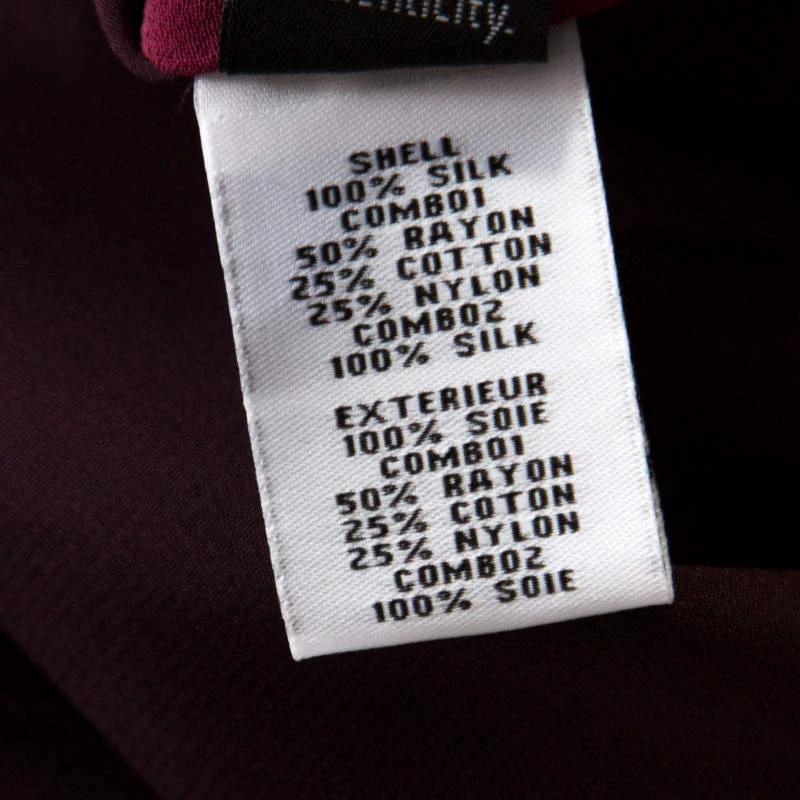 SHELL
100% SILK
COMBO1
50% RAYON
25% COTTON
25% NYLON
COMBO2
100% SILK
EXTERIEUR
100% SOIE
COMBO1
50% RAYON
25% COTON
25% NYLON
COMBO2
100% SOIE